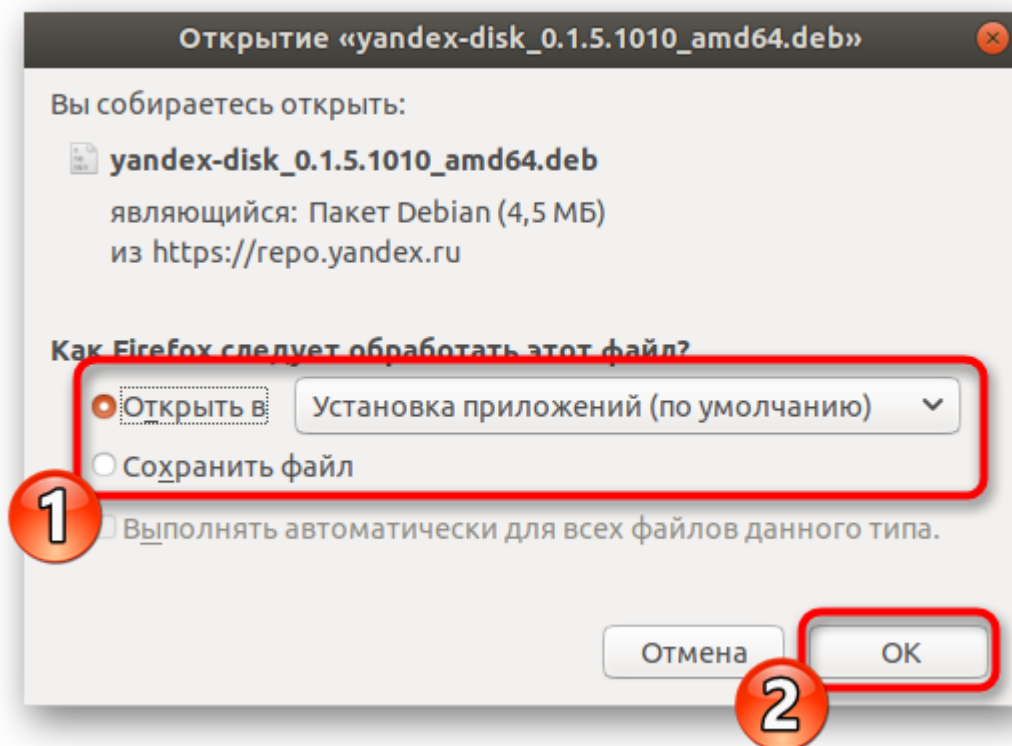 Открытие «yandex-disk_0.1.5.1010_amd64.deb»
Вы собираетесь открыть:
yandex-disk_0.1.5.1010_amd64.deb
являющийся: Пакет Debian (4,5 МБ)
из https://repo.yandex.ru
Как Firefox следует обработать этот файл?
Открыть в Установка приложений (по умолчанию)
Сохранить файл
1
Выполнять автоматически для всех файлов данного типа.
Отмена OK
2